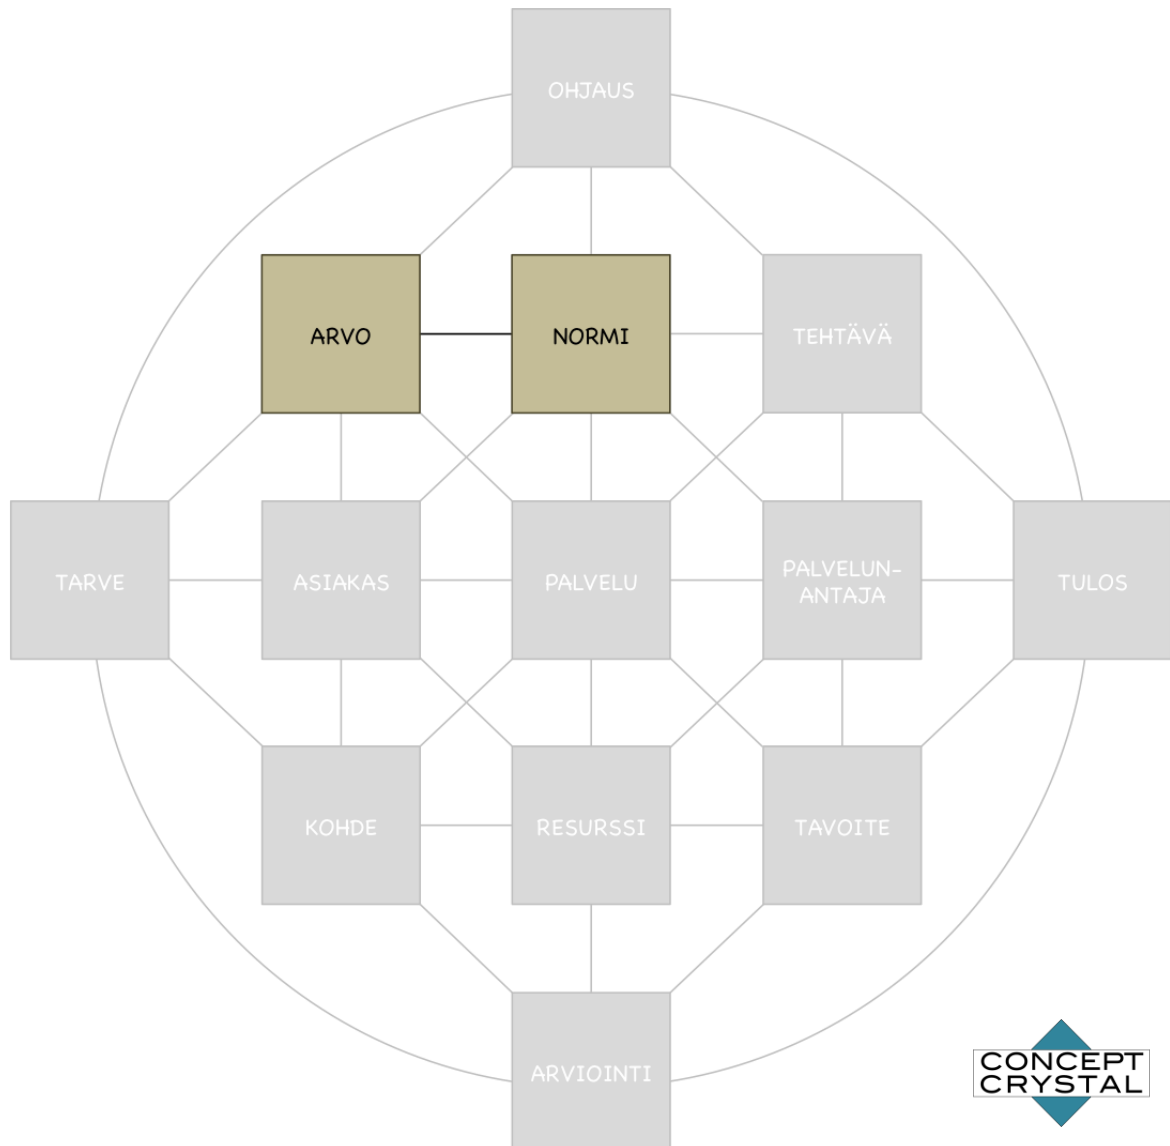 OHJAUS
ARVO
NORMI
TEHTÄVÄ
TARVE
ASIAKAS
PALVELU
PALVELUN-
ANTAJA
TULOS
KOHDE
RESURSSI
TAVOITE
ARVIOINTI
CONCEPT
CRYSTAL